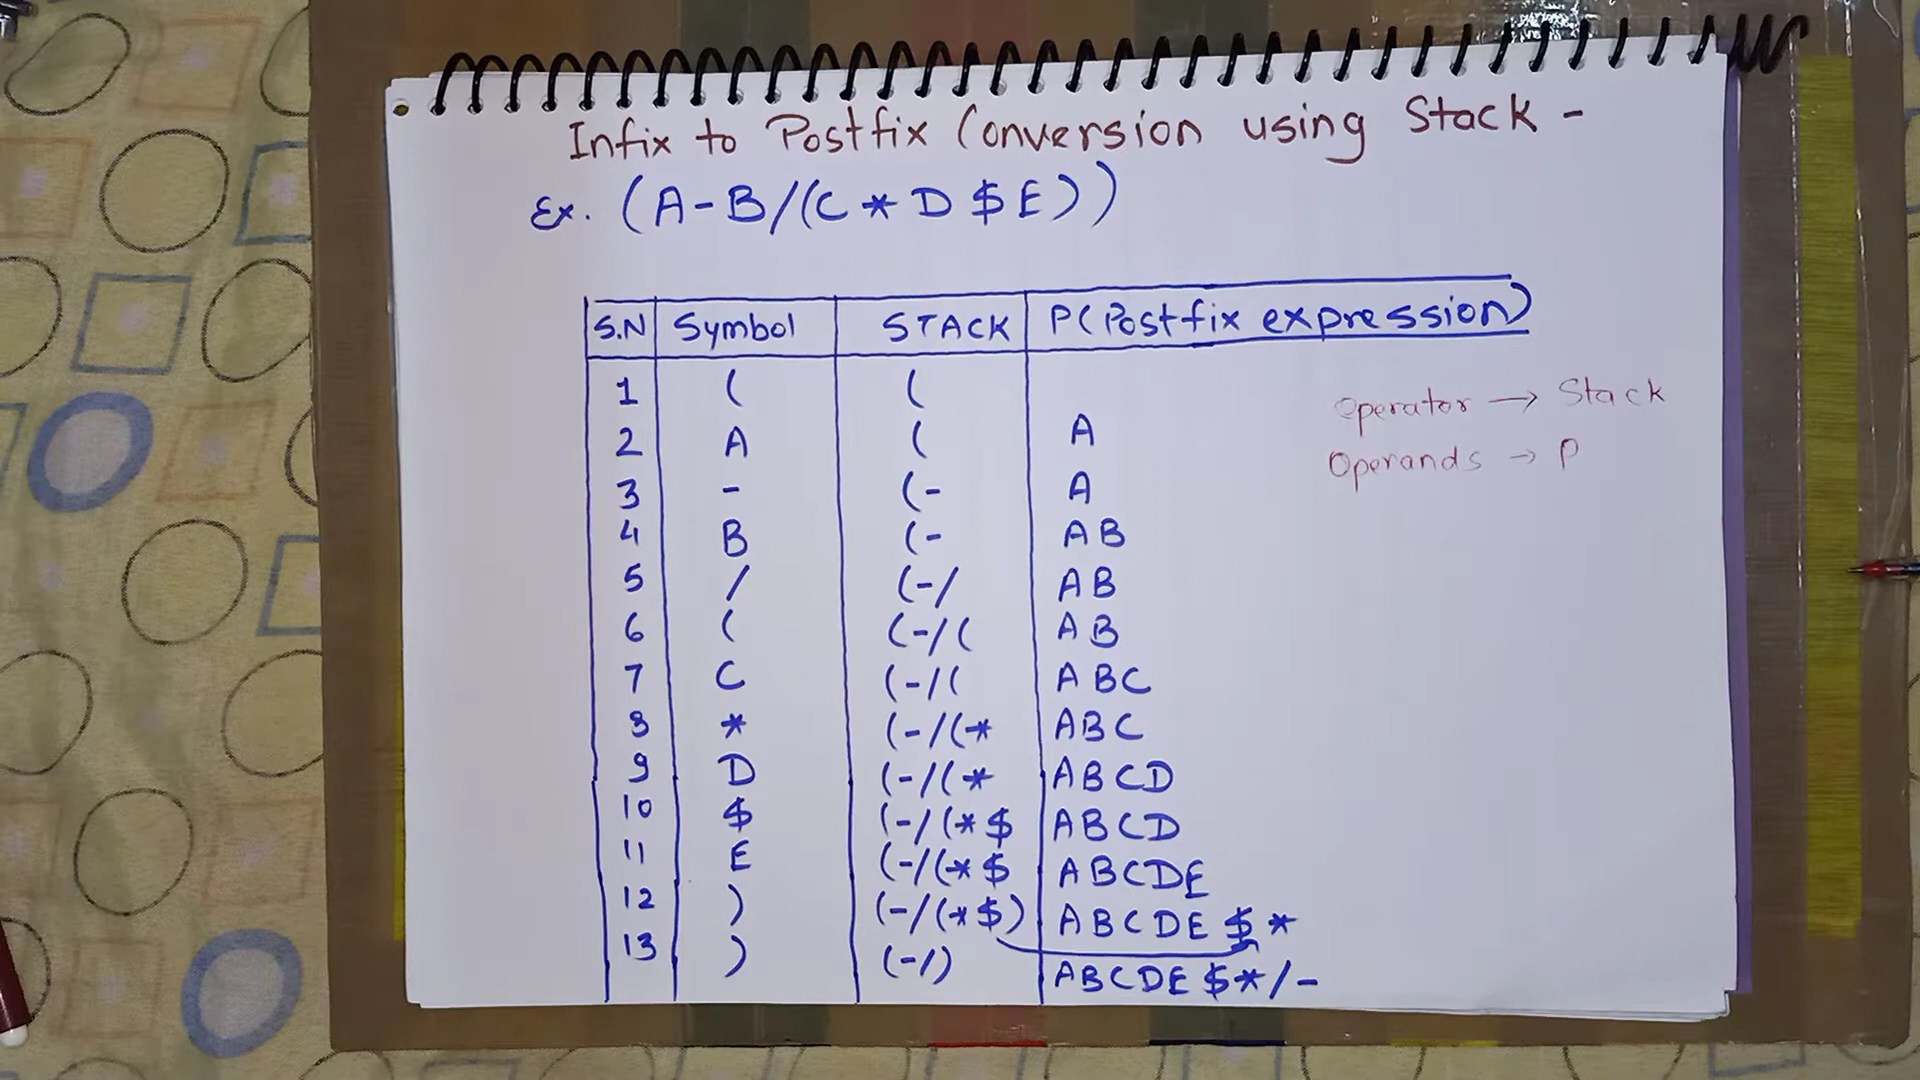 Infix to Postfix Conversion using Stack -
Ex. (A-B/(C*D$E))
S.N Symbol STACK P(Postfix expression)
1 ( (
2 A ( A
3 - (- A
4 B (- AB
5 / (-/ AB
6 ( (-/( AB
7 C (-/( ABC
8 * (-/(* ABC
9 D (-/(* ABCD
10 $ (-/(*$ ABCD
11 E (-/(*$ ABCDE
12 ) (-/(*$) ABCDE$*
13 ) (-/) ABCDE$*/-
Operator → Stack
Operands → P